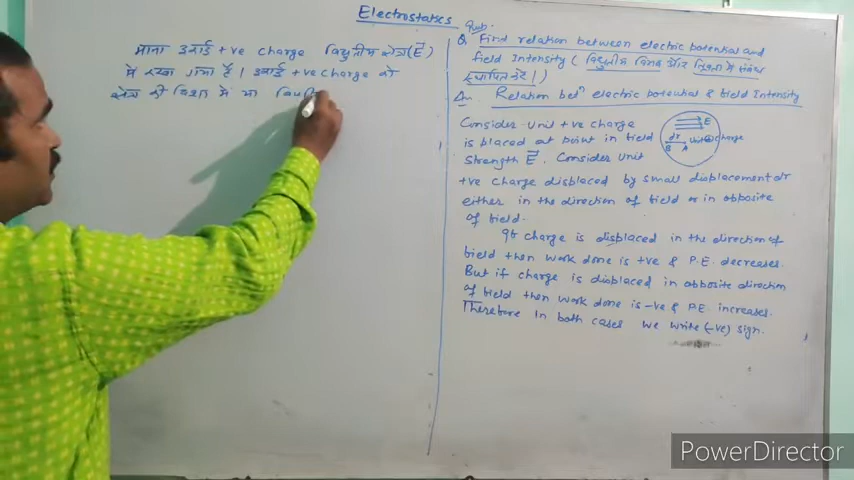 Electrostatics
माना इकाई +ve charge विद्युतीय क्षेत्र (E⃗)
में रखा गया है । इकाई +ve charge को
क्षेत्र की दिशा में या
Q Find relation between electric potential and
field Intensity ( विद्युतीय विभव और तिव्रता में संबंध
स्थापित करें । )
Relation betⁿ electric potential & field Intensity
Consider unit +ve charge
is placed at point in field
strength E⃗. Consider unit
E
dr
B A unit ⊕ charge
+ve charge displaced by small displacement dr
either in the direction of field or in opposite
of field.
If charge is displaced in the direction of
field then work done is +ve & P.E. decreases.
But if charge is displaced in opposite direction
of field then work done is -ve & P.E. increases.
Therefore in both cases we write (-ve) sign.
PowerDirector